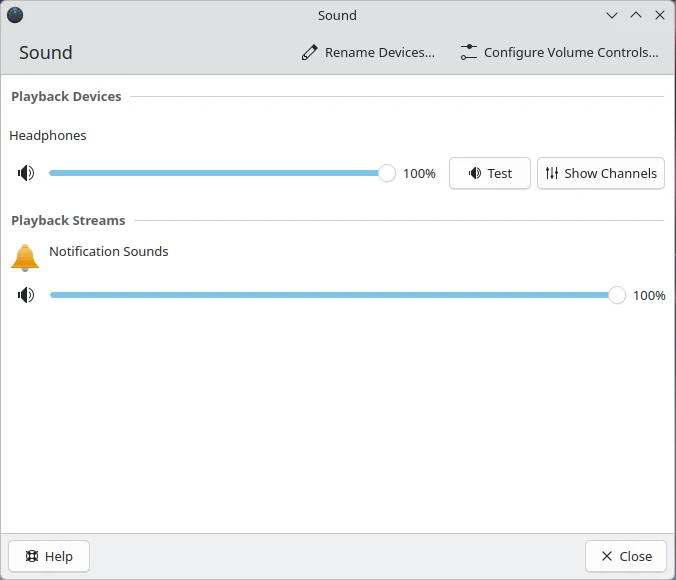 Sound
Sound
Rename Devices...
Configure Volume Controls...
Playback Devices
Headphones
100%
Test
Show Channels
Playback Streams
Notification Sounds
100%
Help
Close